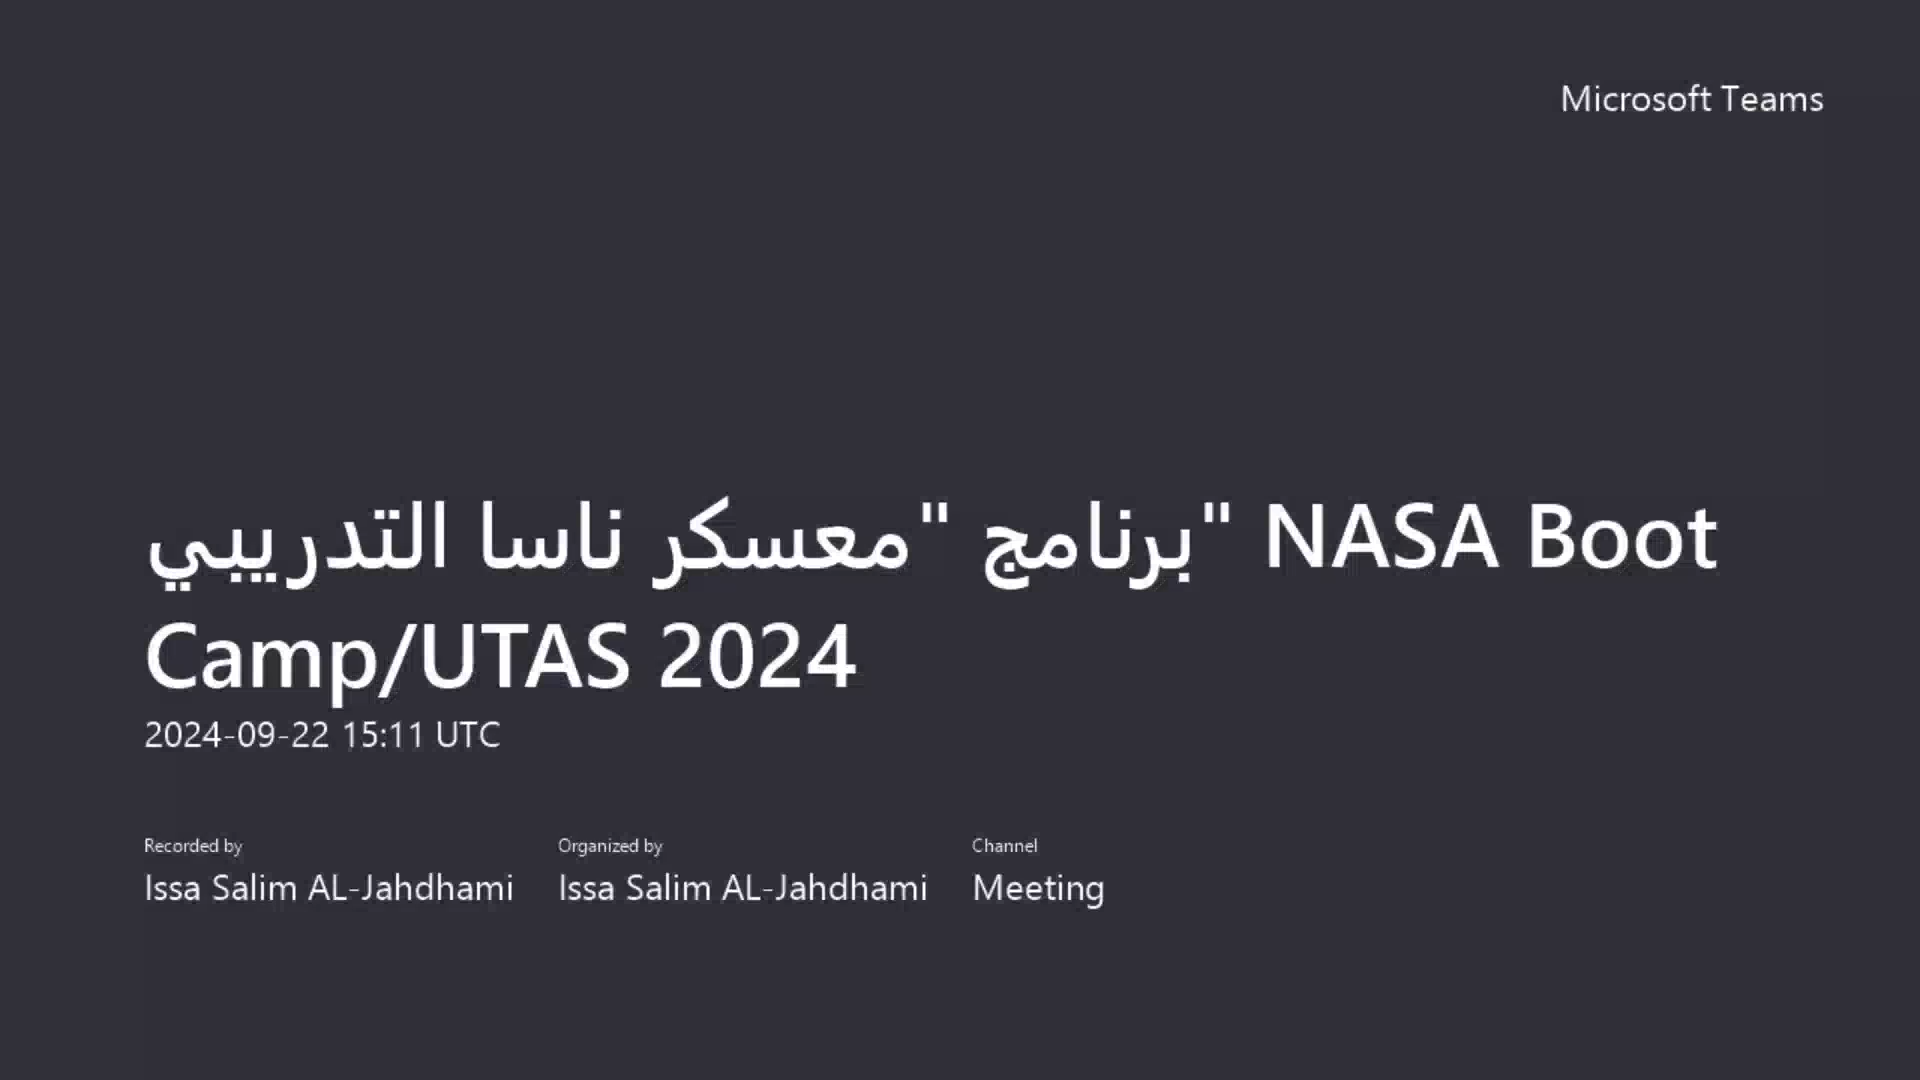 Microsoft Teams
"برنامج "معسكر ناسا التدريبي NASA Boot
Camp/UTAS 2024
2024-09-22 15:11 UTC
Recorded by
Issa Salim AL-Jahdhami
Organized by
Issa Salim AL-Jahdhami
Channel
Meeting